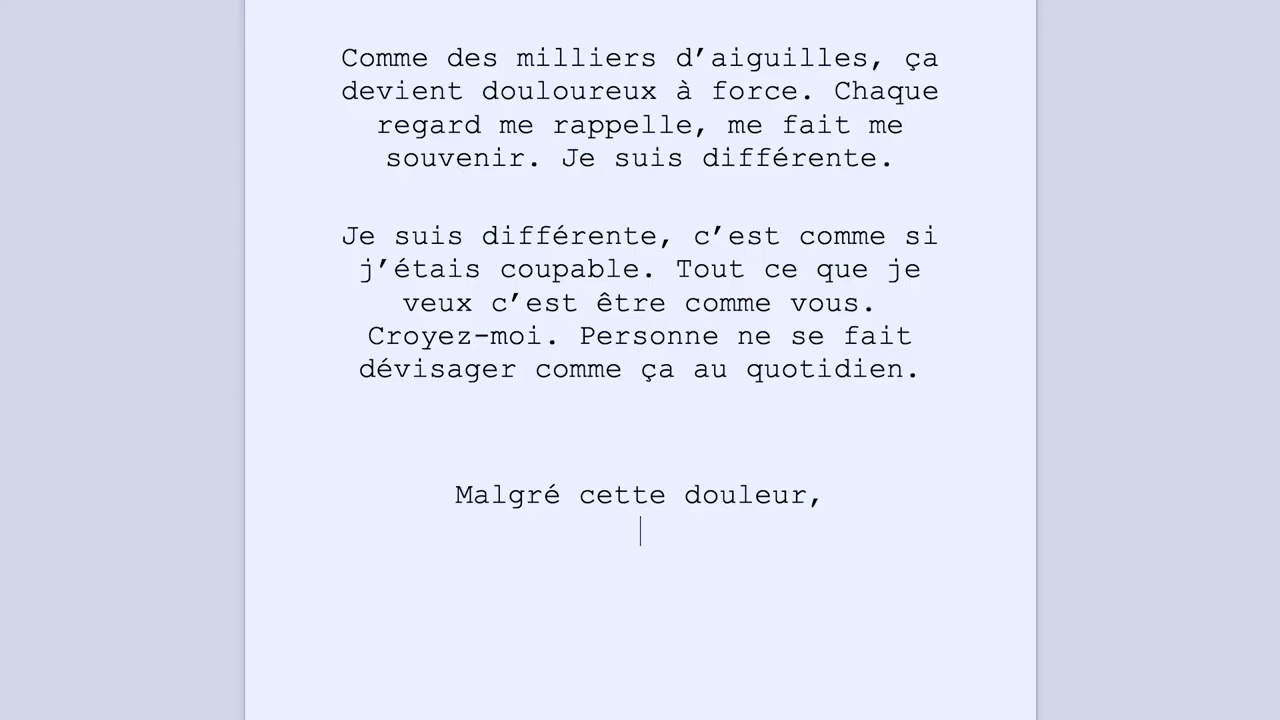 Comme des milliers d’aiguilles, ça
devient douloureux à force. Chaque
regard me rappelle, me fait me
souvenir. Je suis différente.
Je suis différente, c’est comme si
j’étais coupable. Tout ce que je
veux c’est être comme vous.
Croyez-moi. Personne ne se fait
dévisager comme ça au quotidien.
Malgré cette douleur,